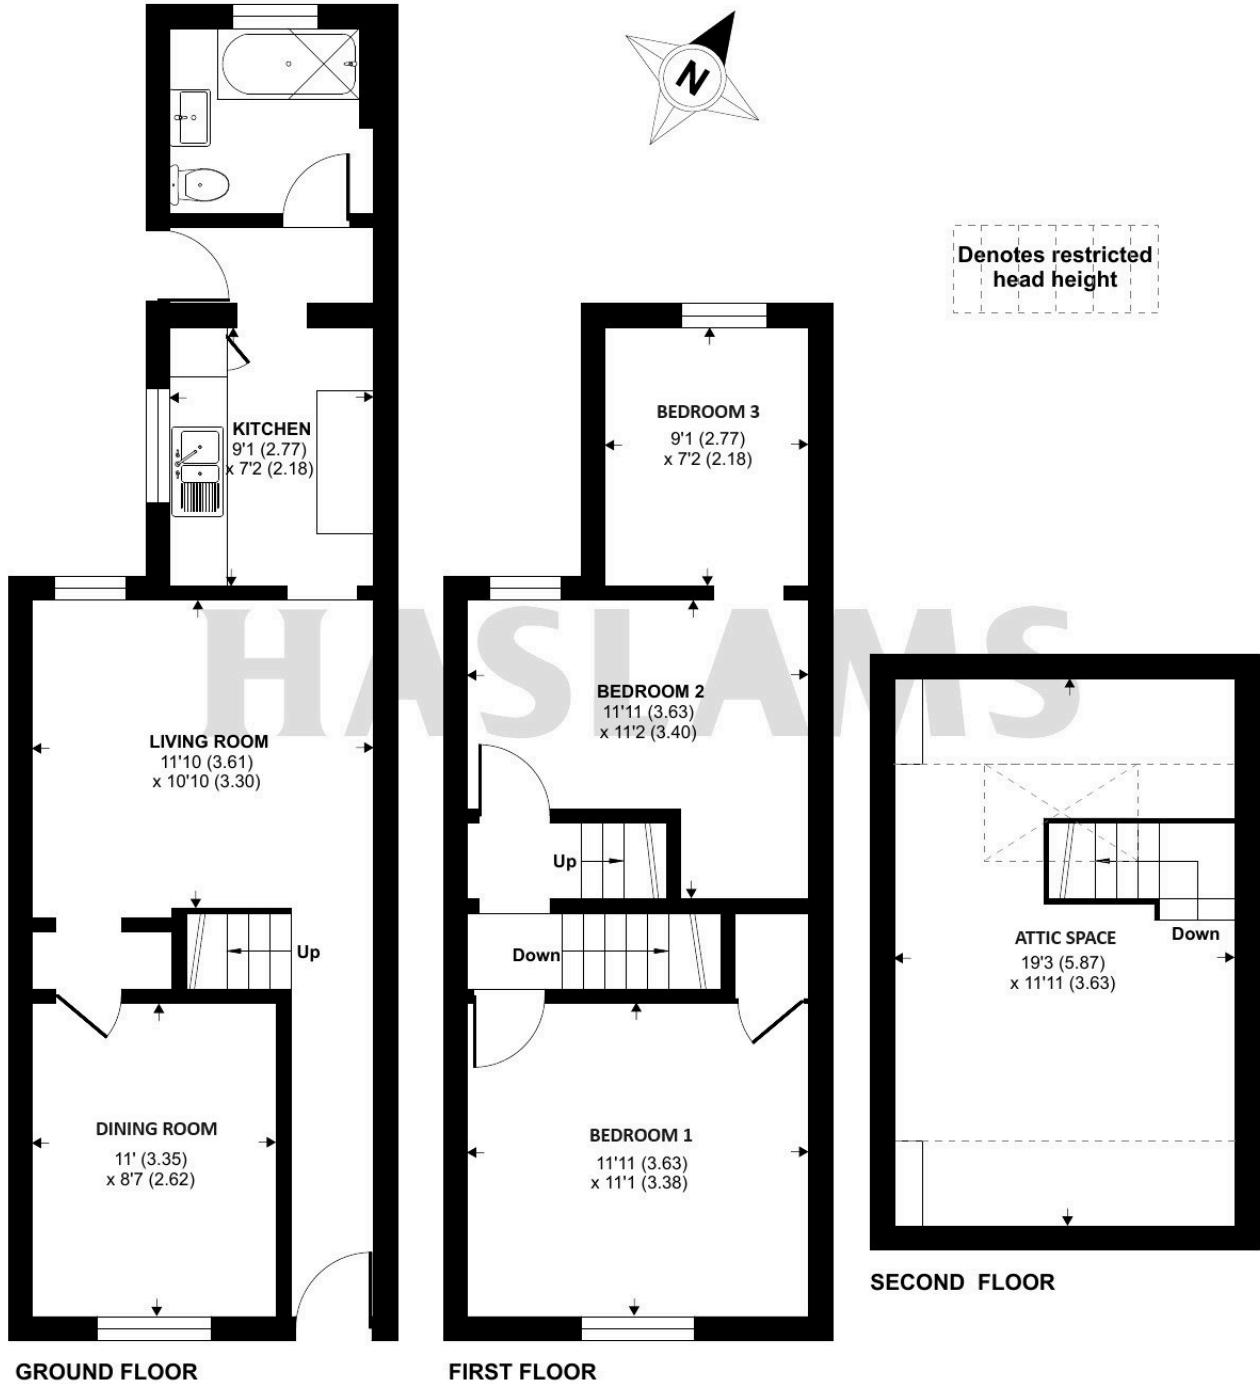 N
Denotes restricted
head height
KITCHEN
9'1 (2.77)
x 7'2 (2.18)
BEDROOM 3
9'1 (2.77)
x 7'2 (2.18)
HASLAMS
LIVING ROOM
11'10 (3.61)
x 10'10 (3.30)
BEDROOM 2
11'11 (3.63)
x 11'2 (3.40)
Up
Up
Down
Down
ATTIC SPACE
19'3 (5.87)
x 11'11 (3.63)
DINING ROOM
11' (3.35)
x 8'7 (2.62)
BEDROOM 1
11'11 (3.63)
x 11'1 (3.38)
SECOND FLOOR
GROUND FLOOR
FIRST FLOOR